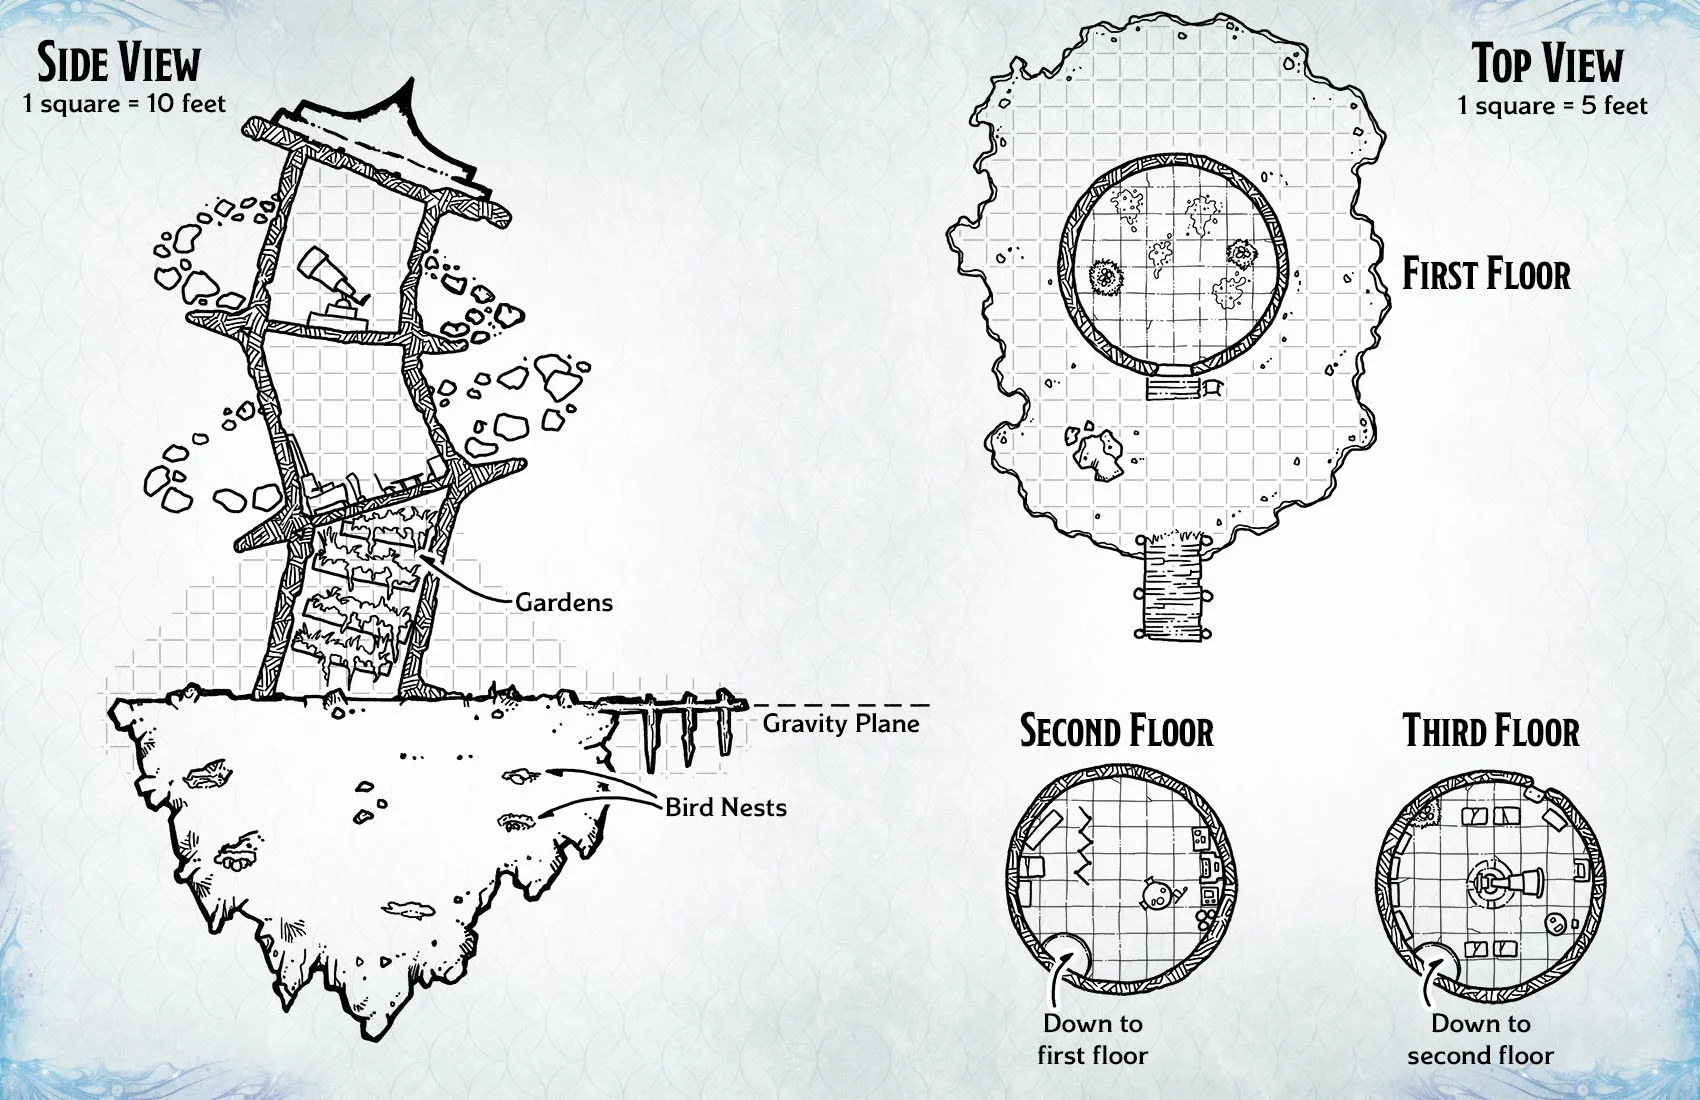 SIDE VIEW
1 square = 10 feet
TOP VIEW
1 square = 5 feet
FIRST FLOOR
Gardens
Gravity Plane
Bird Nests
SECOND FLOOR
THIRD FLOOR
Down to
first floor
Down to
second floor